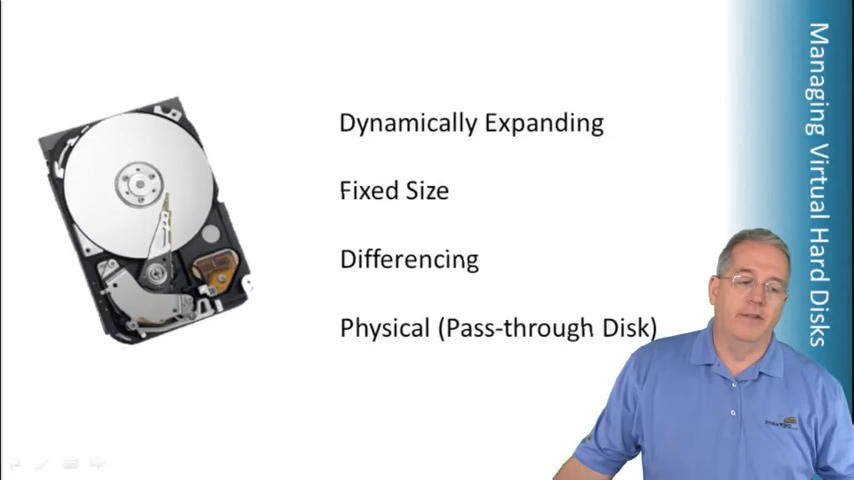 Dynamically Expanding
Fixed Size
Differencing
Physical (Pass-through Disk)
Managing Virtual Hard Disks